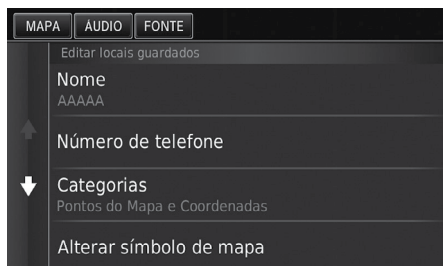 MAPA ÁUDIO FONTE
Editar locais guardados
Nome
AAAAA
Número de telefone
Categorias
Pontos do Mapa e Coordenadas
Alterar símbolo de mapa